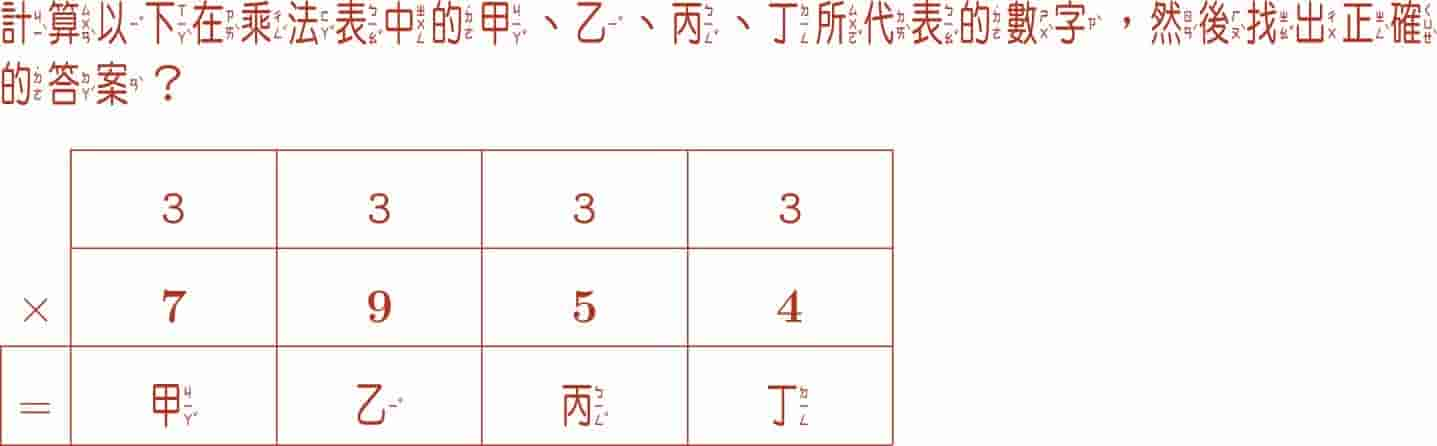 計算以下在乘法表中的甲、乙、丙、丁所代表的數字，然後找出正確
的答案？
3 3 3 3
× 7 9 5 4
= 甲 乙 丙 丁